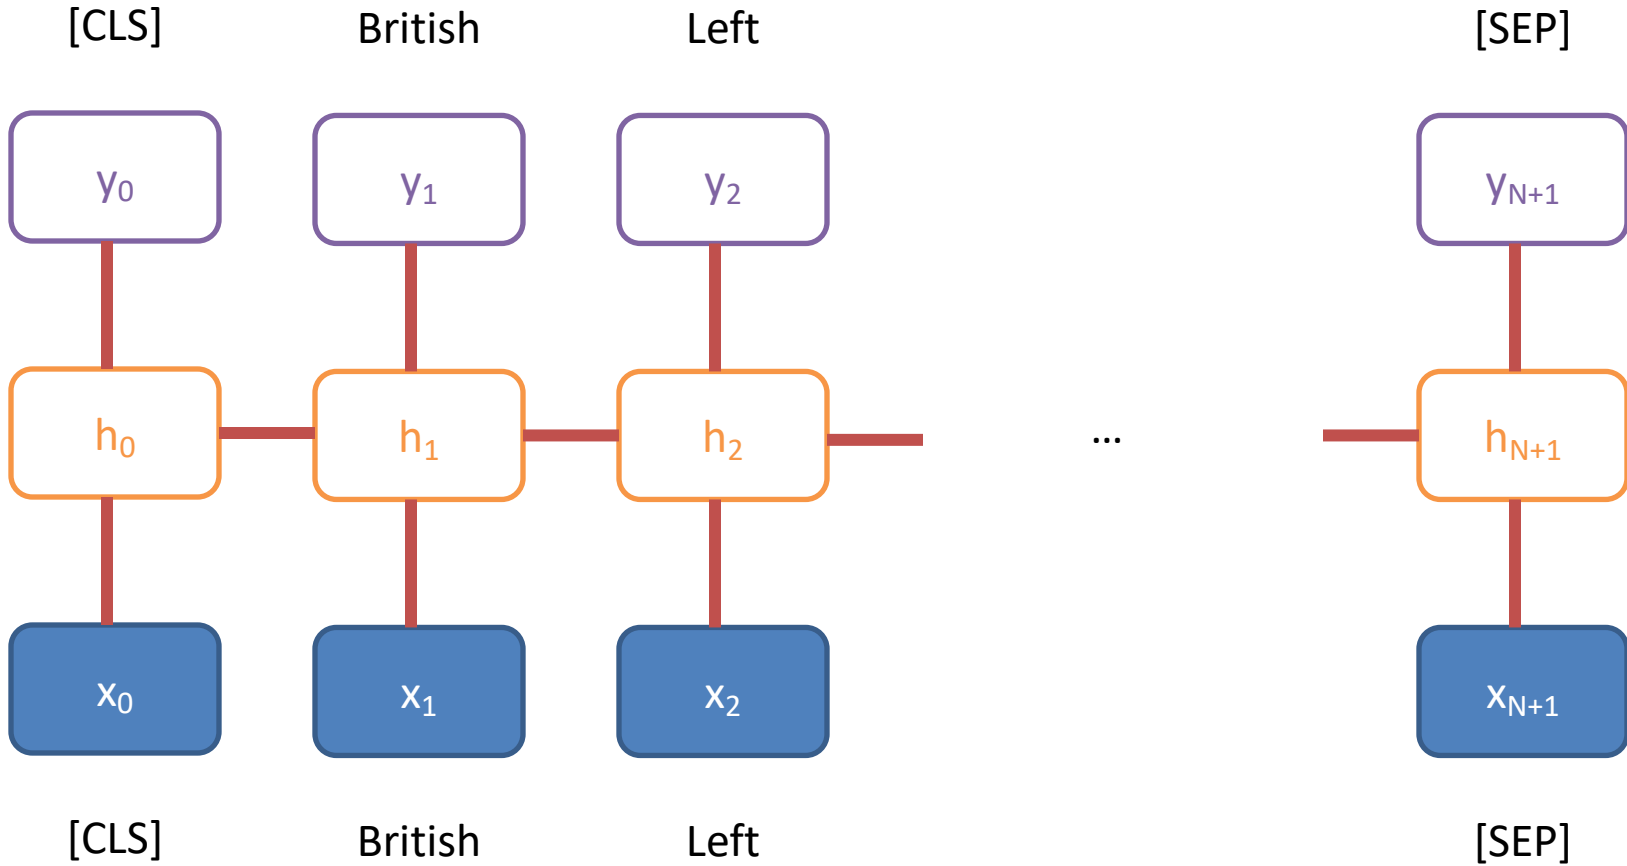 [CLS] British Left [SEP]
y0 y1 y2 yN+1
h0 h1 h2 ... hN+1
x0 x1 x2 xN+1
[CLS] British Left [SEP]